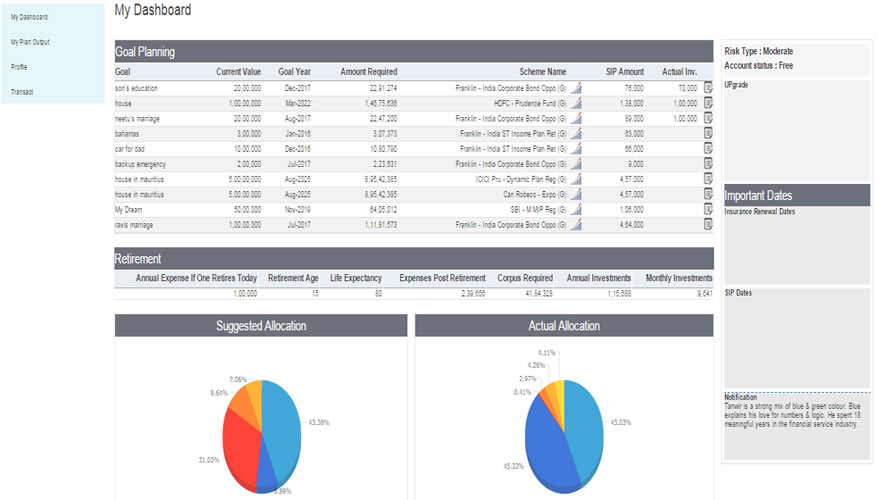 My Dashboard
My Plan Output
Profile
Transact
My Dashboard
Goal Planning
Goal Current Value Goal Year Amount Required Scheme Name SIP Amount Actual Inv.
son's education 20,00,000 Dec-2017 22,91,274 Franklin - India Corporate Bond Oppo (G) 76,000 70,000
house 1,00,00,000 Mar-2022 1,46,75,636 HDFC - Prudence Fund (G) 1,38,000 1,00,000
neetu's marriage 20,00,000 Aug-2017 22,47,200 Franklin - India Corporate Bond Oppo (G) 89,000 1,00,000
bahamas 3,00,000 Jan-2016 3,07,373 Franklin - India ST Income Plan Ret (G) 63,000
car for dad 10,00,000 Dec-2016 10,80,790 Franklin - India ST Income Plan Ret (G) 66,000
backup emergency 2,00,000 Jul-2017 2,23,631 Franklin - India Corporate Bond Oppo (G) 9,000
house in mauritius 5,00,00,000 Aug-2025 8,95,42,385 ICICI Pru - Dynamic Plan Reg (G) 4,57,000
house in mauritius 5,00,00,000 Aug-2025 8,95,42,385 Can Robeco - Expo (G) 4,57,000
My Dream 50,00,000 Nov-2019 64,05,012 SBI - M MIP Reg (G) 1,06,000
ravis marriage 1,00,00,000 Jul-2017 1,11,81,573 Franklin - India Corporate Bond Oppo (G) 4,64,000
Retirement
Annual Expense If One Retires Today Retirement Age Life Expectancy Expenses Post Retirement Corpus Required Annual Investments Monthly Investments
1,00,000 15 80 2,39,656 41,84,328 1,15,688 9,641
Suggested Allocation
7.06%
9.64%
43.38%
31.03%
8.89%
Actual Allocation
4.11%
4.26%
2.97%
0.41%
43.03%
45.22%
Risk Type : Moderate
Account status : Free
UPgrade
Important Dates
Insurance Renewal Dates
SIP Dates
Notification
Tanwir is a strong mix of blue & green colour. Blue
explains his love for numbers & logic. He spent 18
meaningful years in the financial service industry.